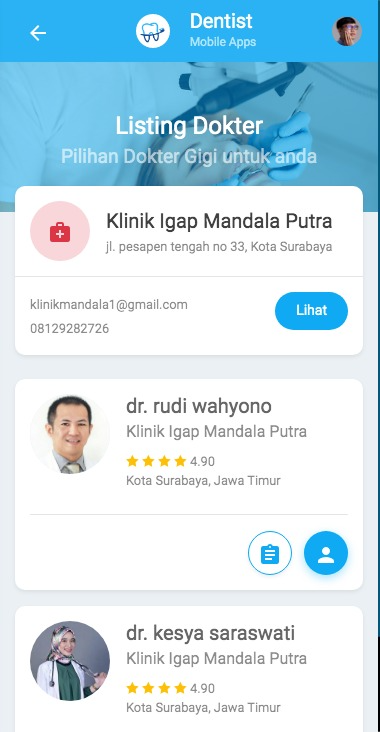 Dentist
Mobile Apps
Listing Dokter
Pilihan Dokter Gigi untuk anda
Klinik Igap Mandala Putra
jl. pesapen tengah no 33, Kota Surabaya
klinikmandala1@gmail.com
08129282726
Lihat
dr. rudi wahyono
Klinik Igap Mandala Putra
4.90
Kota Surabaya, Jawa Timur
dr. kesya saraswati
Klinik Igap Mandala Putra
4.90
Kota Surabaya, Jawa Timur